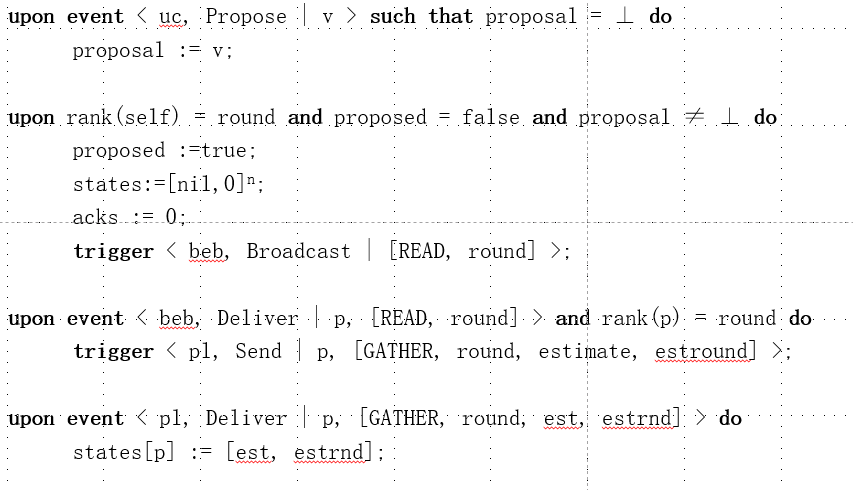 upon event < uc, Propose | v > such that proposal = ⊥ do
proposal := v;
upon rank(self) = round and proposed = false and proposal ≠ ⊥ do
proposed :=true;
states:=[nil,0]ⁿ;
acks := 0;
trigger < beb, Broadcast | [READ, round] >;
upon event < beb, Deliver | p, [READ, round] > and rank(p) = round do
trigger < pl, Send | p, [GATHER, round, estimate, estround] >;
upon event < pl, Deliver | p, [GATHER, round, est, estrnd] > do
states[p] := [est, estrnd];